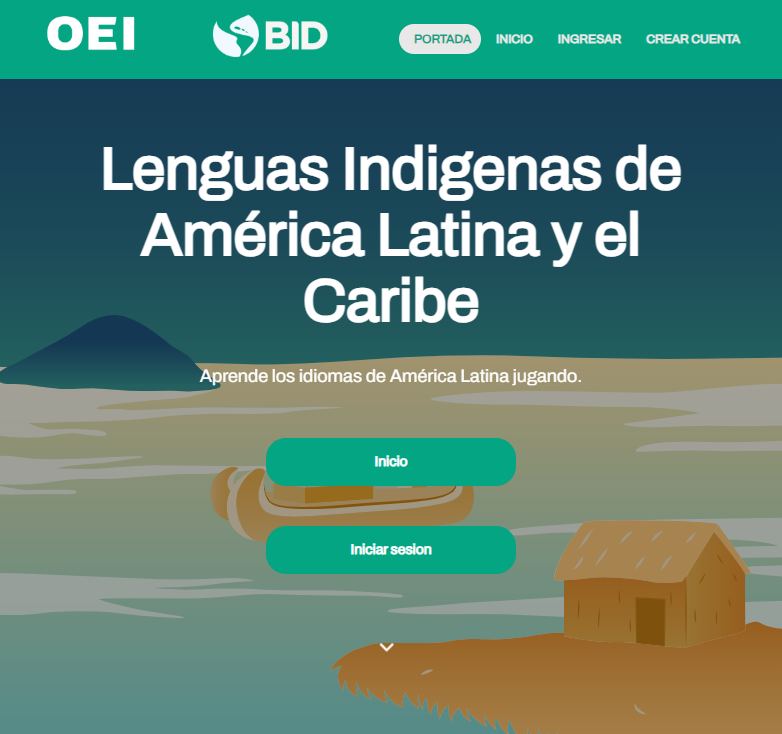 OEI
BID
PORTADA INICIO INGRESAR CREAR CUENTA
Lenguas Indigenas de
América Latina y el
Caribe
Aprende los idiomas de América Latina jugando.
Inicio
Iniciar sesion